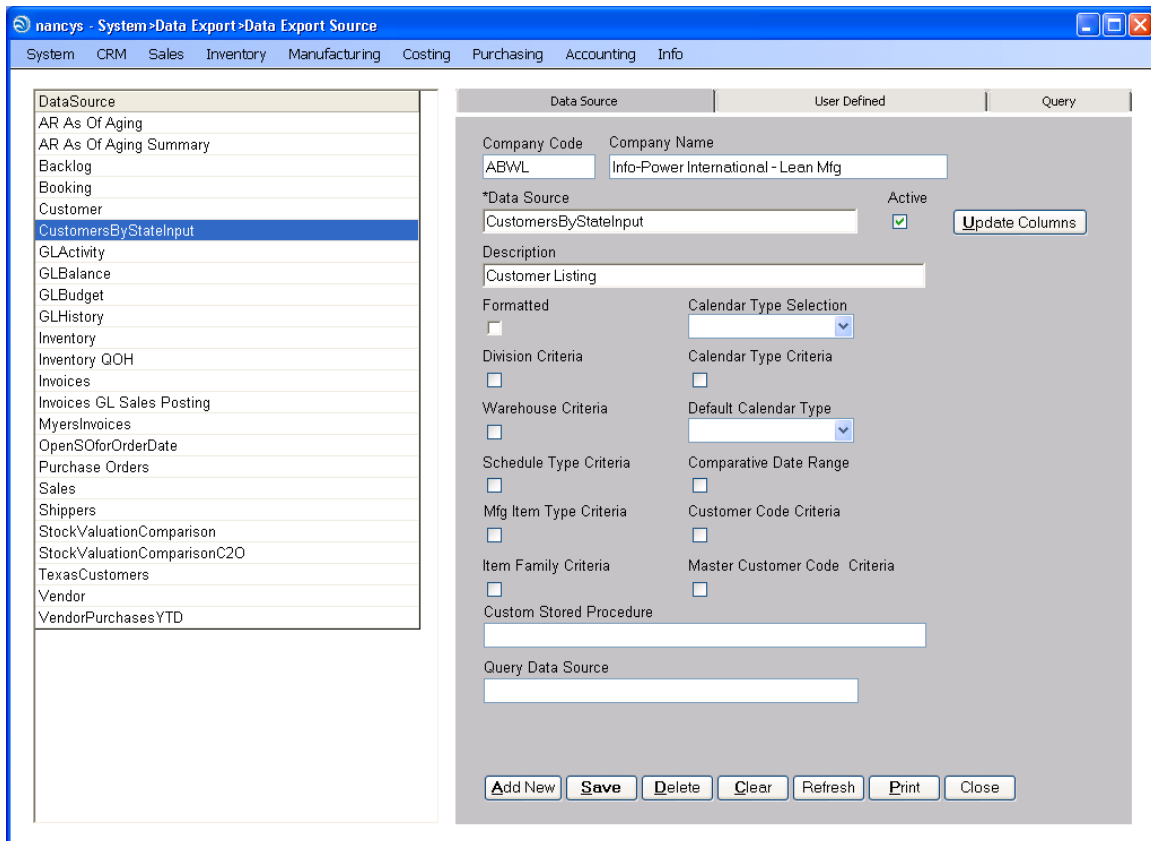 nancys - System>Data Export>Data Export Source
System CRM Sales Inventory Manufacturing Costing Purchasing Accounting Info
DataSource
AR As Of Aging
AR As Of Aging Summary
Backlog
Booking
Customer
CustomersByStateInput
GLActivity
GLBalance
GLBudget
GLHistory
Inventory
Inventory QOH
Invoices
Invoices GL Sales Posting
MyersInvoices
OpenSOforOrderDate
Purchase Orders
Sales
Shippers
StockValuationComparison
StockValuationComparisonC2O
TexasCustomers
Vendor
VendorPurchasesYTD
Data Source User Defined Query
Company Code Company Name
ABWL Info-Power International - Lean Mfg
*Data Source Active
CustomersByStateInput Update Columns
Description
Customer Listing
Formatted Calendar Type Selection
Division Criteria Calendar Type Criteria
Warehouse Criteria Default Calendar Type
Schedule Type Criteria Comparative Date Range
Mfg Item Type Criteria Customer Code Criteria
Item Family Criteria Master Customer Code Criteria
Custom Stored Procedure
Query Data Source
Add New Save Delete Clear Refresh Print Close